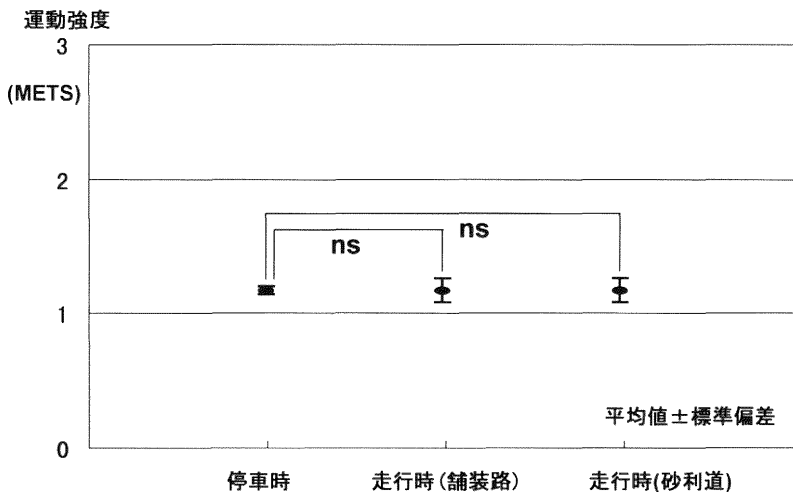 運動強度
3
(METS)
2
ns
ns
1
平均値±標準偏差
0
停車時
走行時(舗装路)
走行時(砂利道)